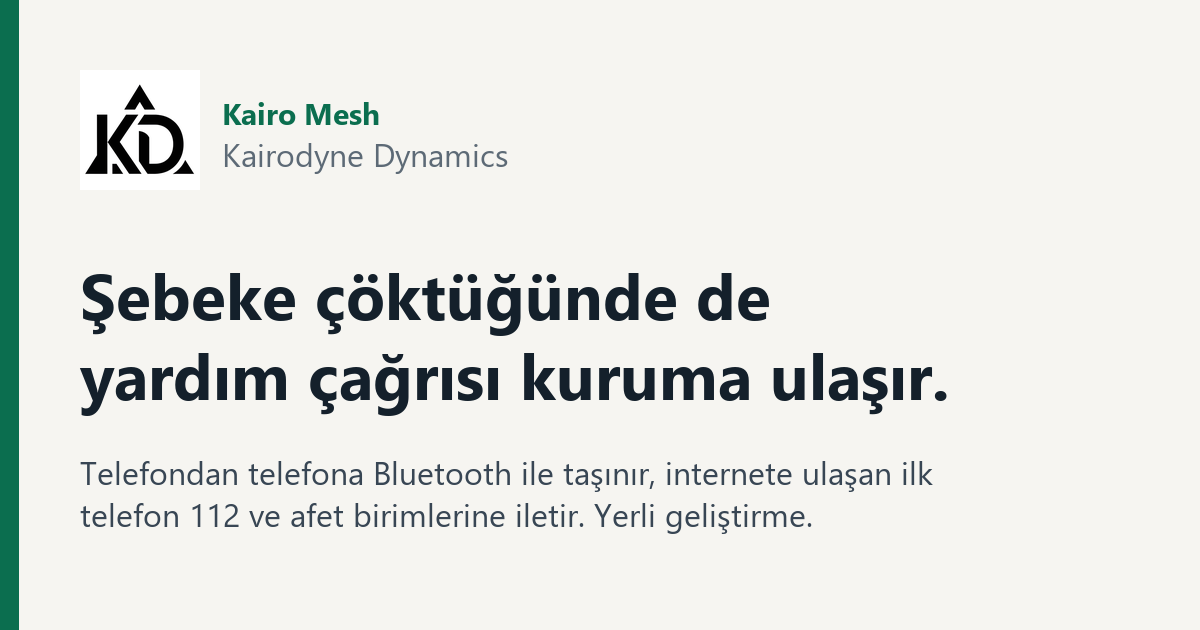 KD
Kairo Mesh
Kairodyne Dynamics
Şebeke çöktüğünde de
yardım çağrısı kuruma ulaşır.
Telefondan telefona Bluetooth ile taşınır, internete ulaşan ilk
telefon 112 ve afet birimlerine iletir. Yerli geliştirme.